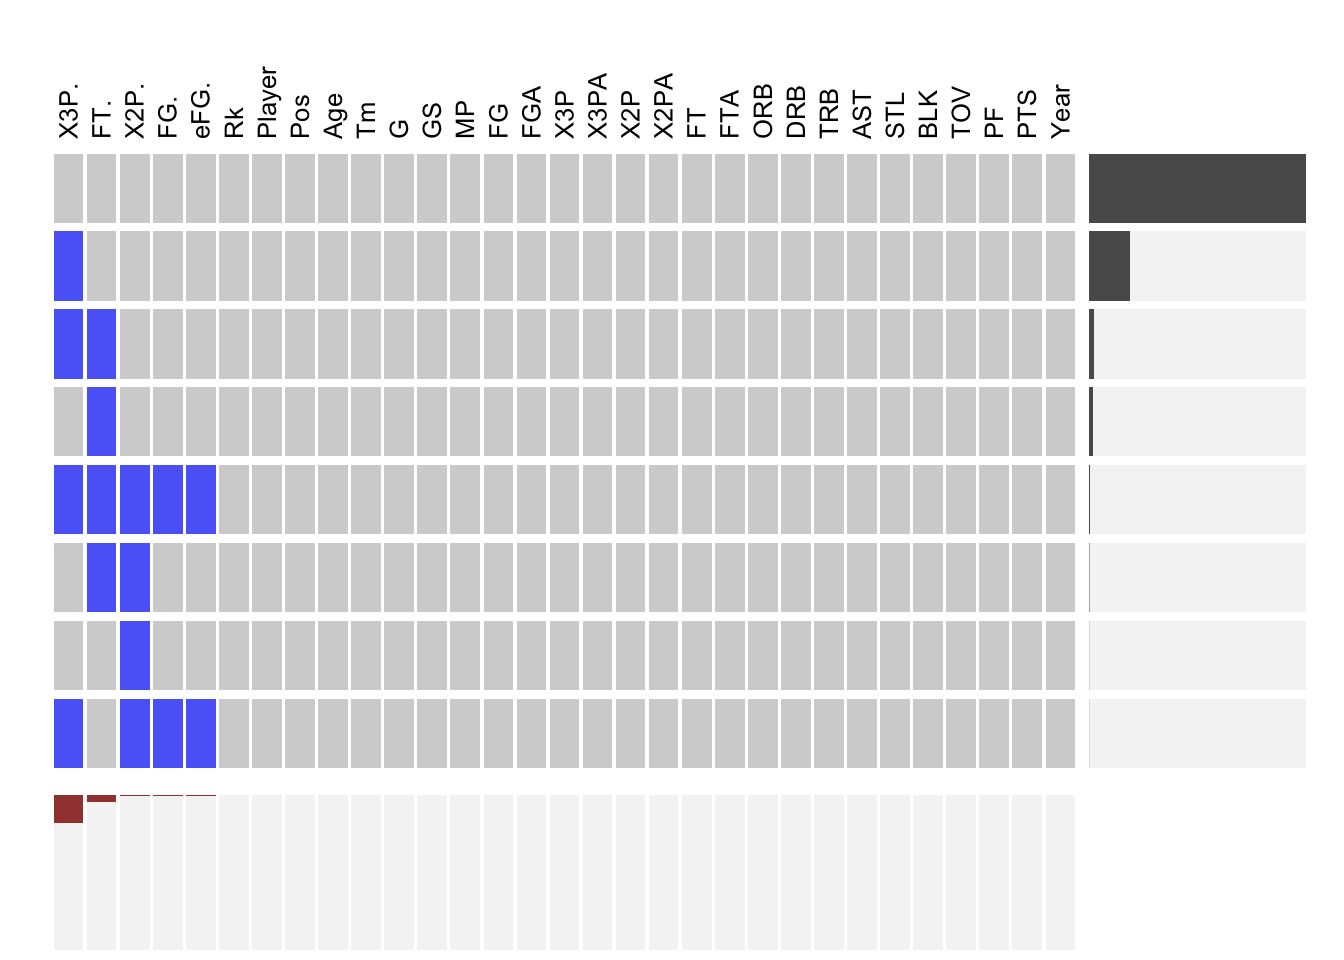 X3P. FT. X2P. FG. eFG. Rk Player Pos Age Tm G GS MP FG FGA X3P X3PA X2P X2PA FT FTA ORB DRB TRB AST STL BLK TOV PF PTS Year